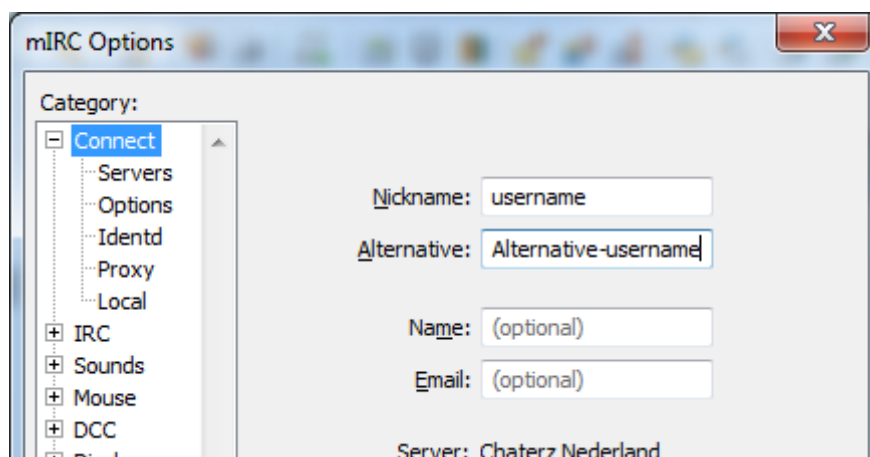 mIRC Options
Category:
Connect
Servers
Options
Identd
Proxy
Local
IRC
Sounds
Mouse
DCC
Nickname: username
Alternative: Alternative-username
Name: (optional)
Email: (optional)
Server: Chaterz Nederland